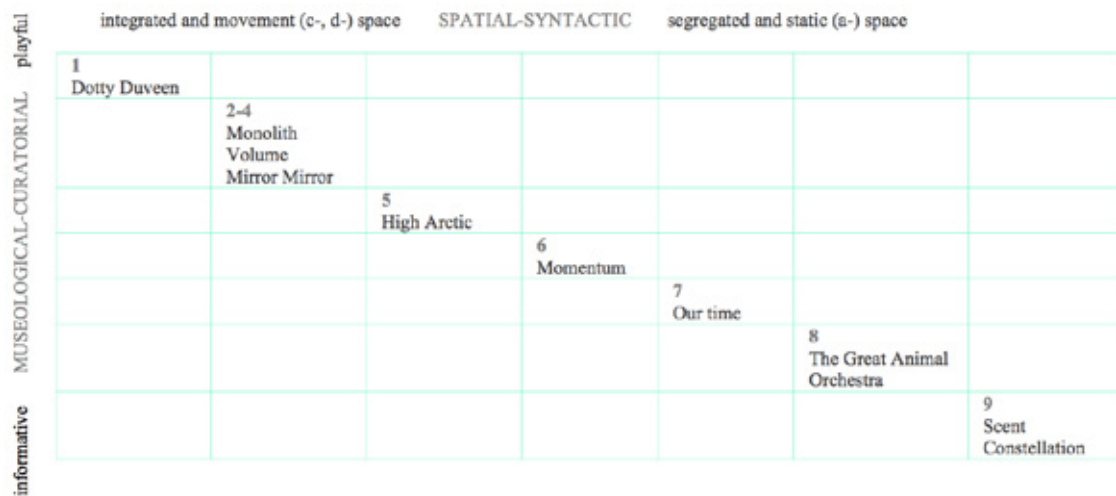 integrated and movement (c-, d-) space SPATIAL-SYNTACTIC segregated and static (a-) space
playful
MUSEOLOGICAL-CURATORIAL
informative
1
Dotty Duveen
2-4
Monolith
Volume
Mirror Mirror
5
High Arctic
6
Momentum
7
Our time
8
The Great Animal
Orchestra
9
Scent
Constellation